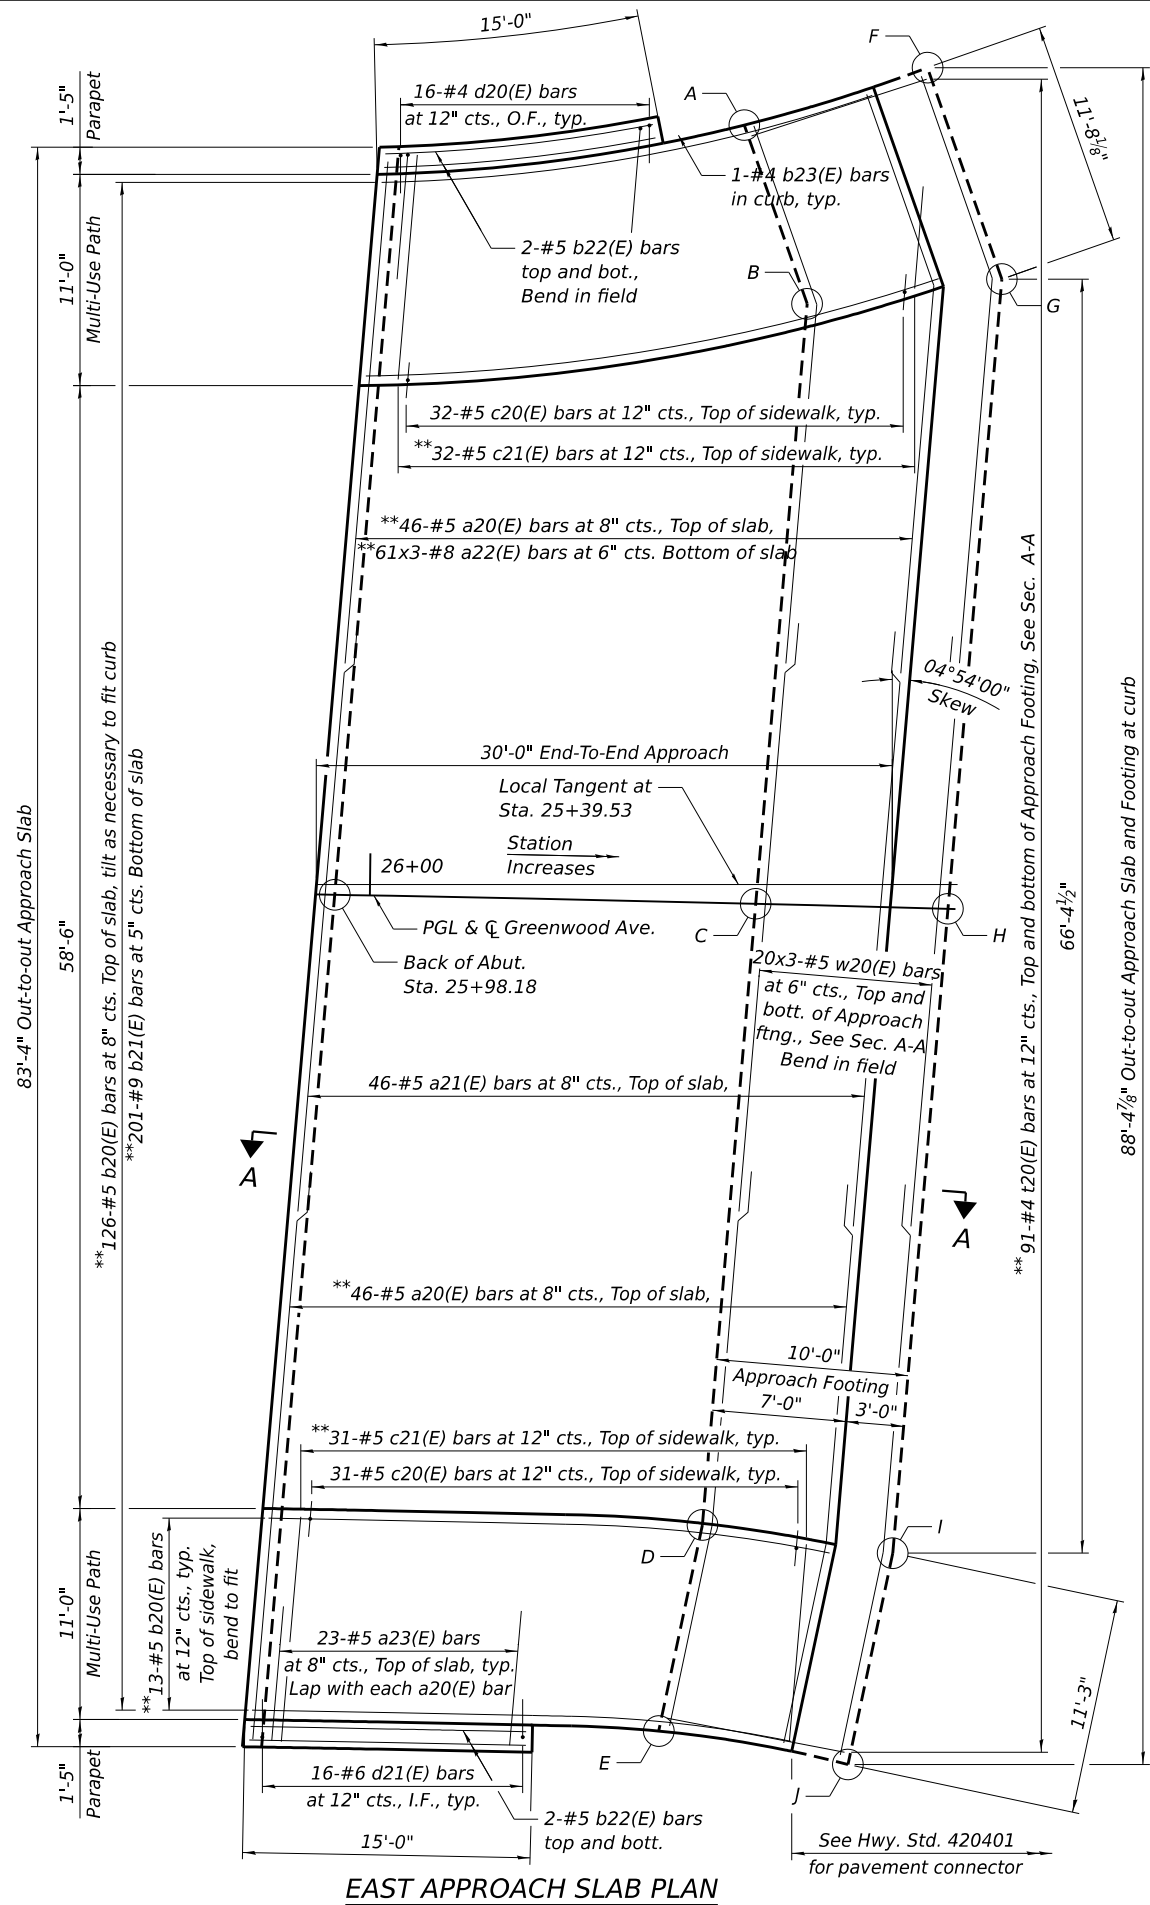 15'-0"
F
16-#4 d20(E) bars
at 12" cts., O.F., typ.
A
11'-8⅛"
1'-5"
Parapet
1-#4 b23(E) bars
in curb, typ.
2-#5 b22(E) bars
top and bot.,
Bend in field
B
G
11'-0"
Multi-Use Path
32-#5 c20(E) bars at 12" cts., Top of sidewalk, typ.
**32-#5 c21(E) bars at 12" cts., Top of sidewalk, typ.
**46-#5 a20(E) bars at 8" cts., Top of slab,
**61x3-#8 a22(E) bars at 6" cts. Bottom of slab
04°54'00"
Skew
30'-0" End-To-End Approach
Local Tangent at
Sta. 25+39.53
Station
Increases
26+00
PGL & ℄ Greenwood Ave.
Back of Abut.
Sta. 25+98.18
C
H
20x3-#5 w20(E) bars
at 6" cts., Top and
bott. of Approach
ftng., See Sec. A-A
Bend in field
83'-4" Out-to-out Approach Slab
58'-6"
**126-#5 b20(E) bars at 8" cts. Top of slab, tilt as necessary to fit curb
**201-#9 b21(E) bars at 5" cts. Bottom of slab
** 91-#4 t20(E) bars at 12" cts., Top and bottom of Approach Footing, See Sec. A-A
66'-4½"
88'-4⅞" Out-to-out Approach Slab and Footing at curb
46-#5 a21(E) bars at 8" cts., Top of slab,
A
A
**46-#5 a20(E) bars at 8" cts., Top of slab,
10'-0"
Approach Footing
7'-0"
3'-0"
**31-#5 c21(E) bars at 12" cts., Top of sidewalk, typ.
31-#5 c20(E) bars at 12" cts., Top of sidewalk, typ.
D
I
11'-0"
Multi-Use Path
**13-#5 b20(E) bars
at 12" cts., typ.
Top of sidewalk,
bend to fit
23-#5 a23(E) bars
at 8" cts., Top of slab, typ.
Lap with each a20(E) bar
11'-3"
E
J
1'-5"
Parapet
16-#6 d21(E) bars
at 12" cts., I.F., typ.
2-#5 b22(E) bars
top and bott.
15'-0"
See Hwy. Std. 420401
for pavement connector
EAST APPROACH SLAB PLAN